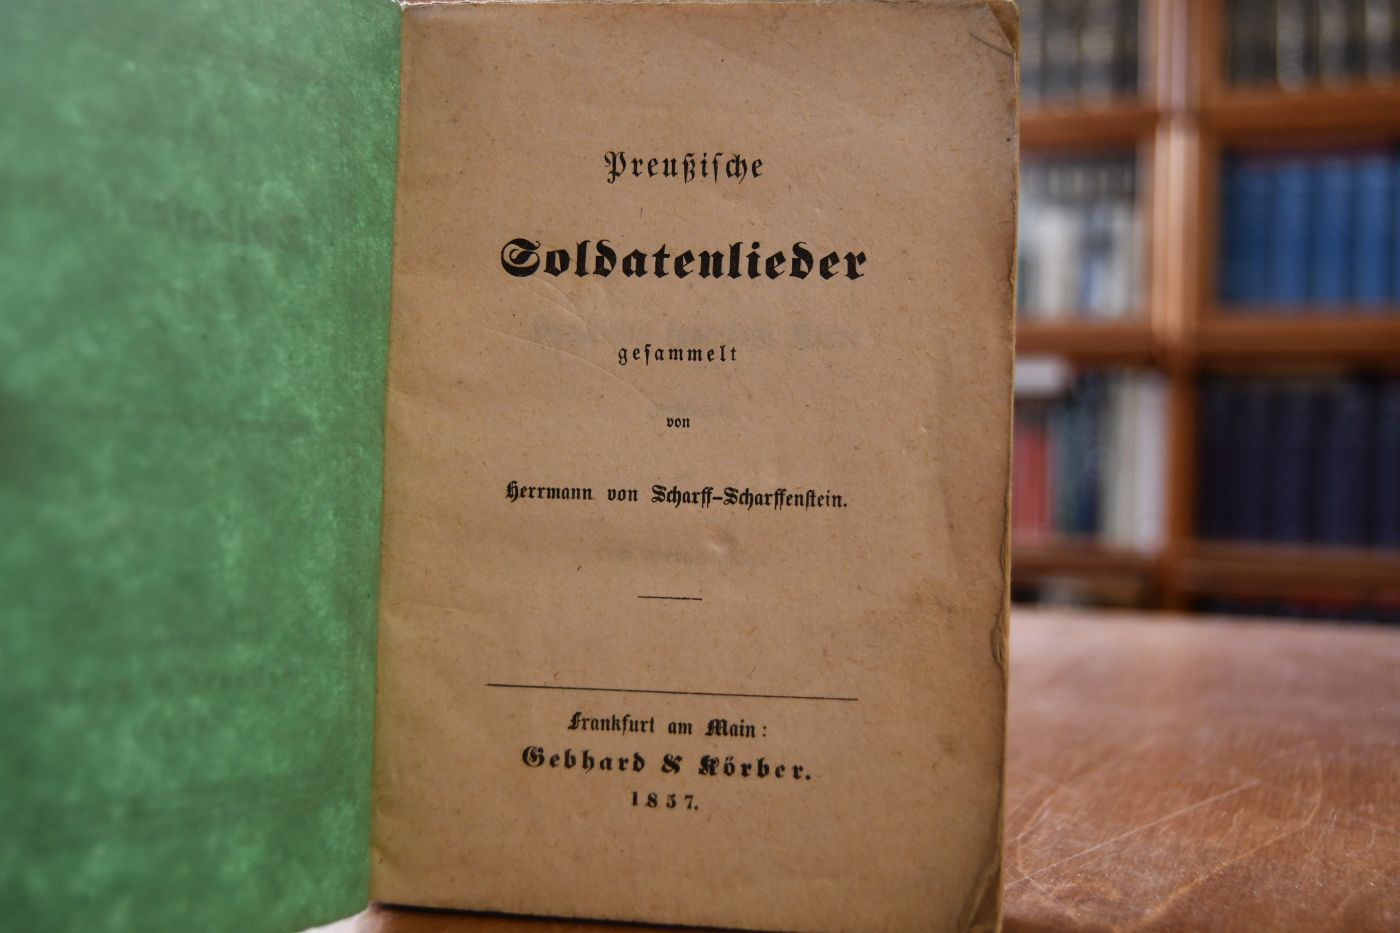 Preußiſche
Soldatenlieder
geſammelt
von
Herrmann von Scharff-Scharffenſtein.
Frankfurt am Main:
Gebhard & Körber.
1857.